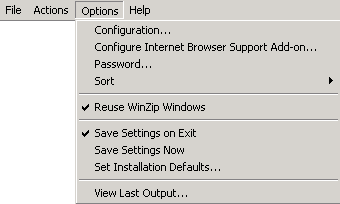 File Actions Options Help
Configuration...
Configure Internet Browser Support Add-on...
Password...
Sort
Reuse WinZip Windows
Save Settings on Exit
Save Settings Now
Set Installation Defaults...
View Last Output...